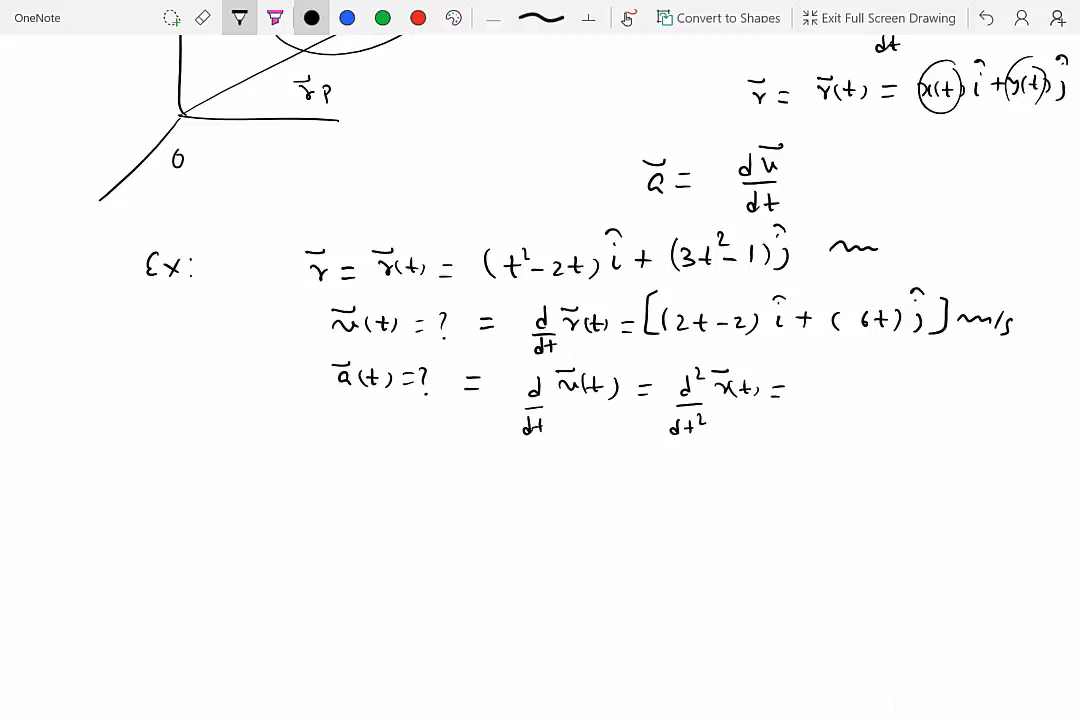 OneNote
Convert to Shapes
Exit Full Screen Drawing
dt
r⃗ = r⃗(t) = x(t) î + y(t) ĵ
r⃗p
O
a⃗ = dv⃗/dt
Ex: r⃗ = r⃗(t) = (t²-2t) î + (3t²-1) ĵ m
v⃗(t) = ? = d/dt r⃗(t) = [(2t-2) î + (6t) ĵ] m/s
a⃗(t) = ? = d/dt v⃗(t) = d²/dt² r⃗(t) =